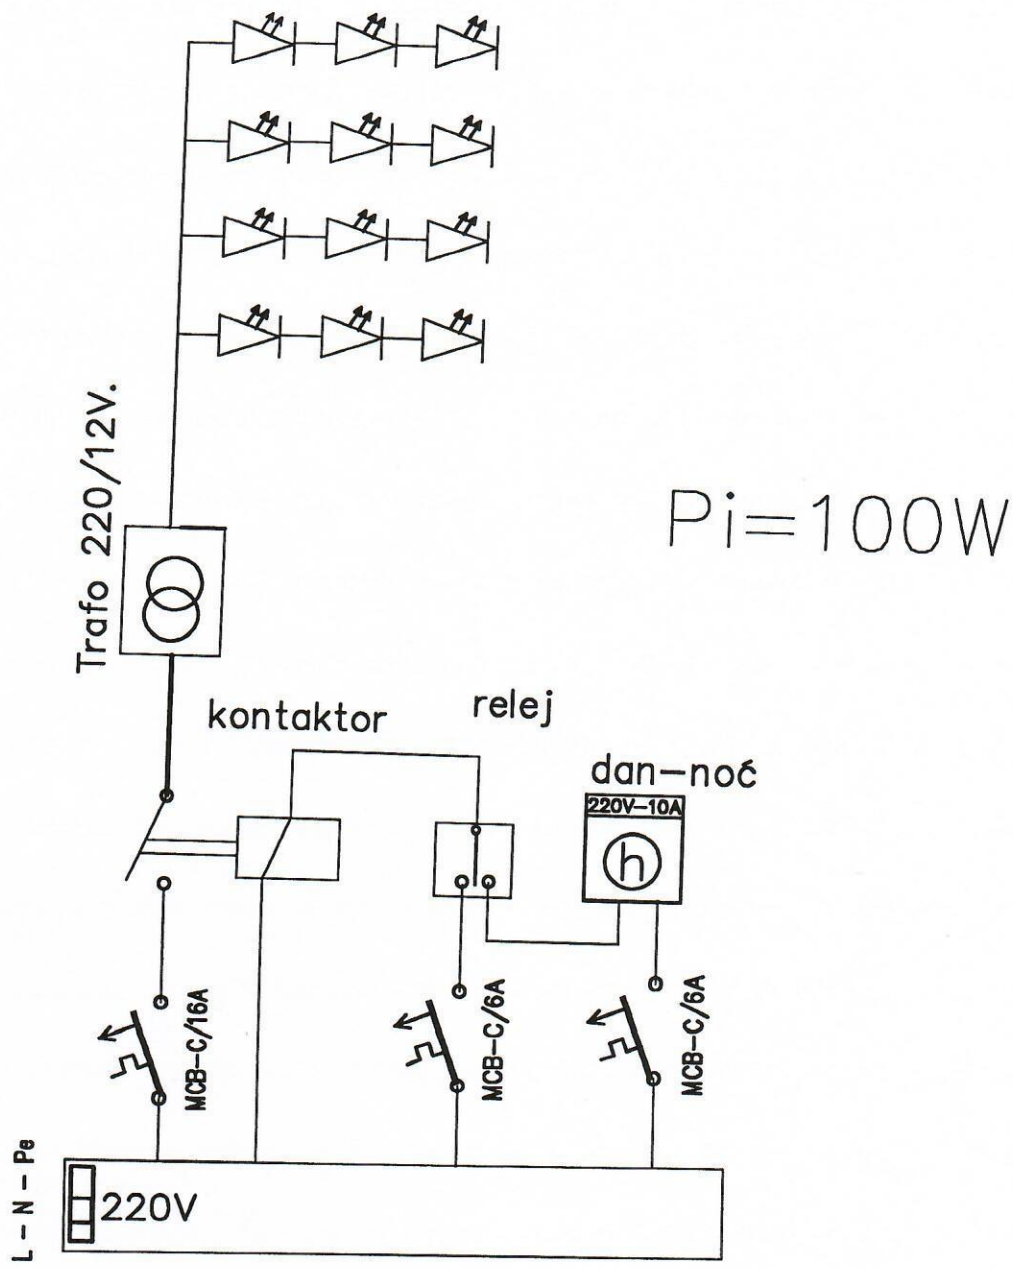 Trafo 220/12V.
Pi=100W
kontaktor
relej
dan-noć
220V-10A
h
MCB-C/16A
MCB-C/6A
MCB-C/6A
L - N - Pe
220V